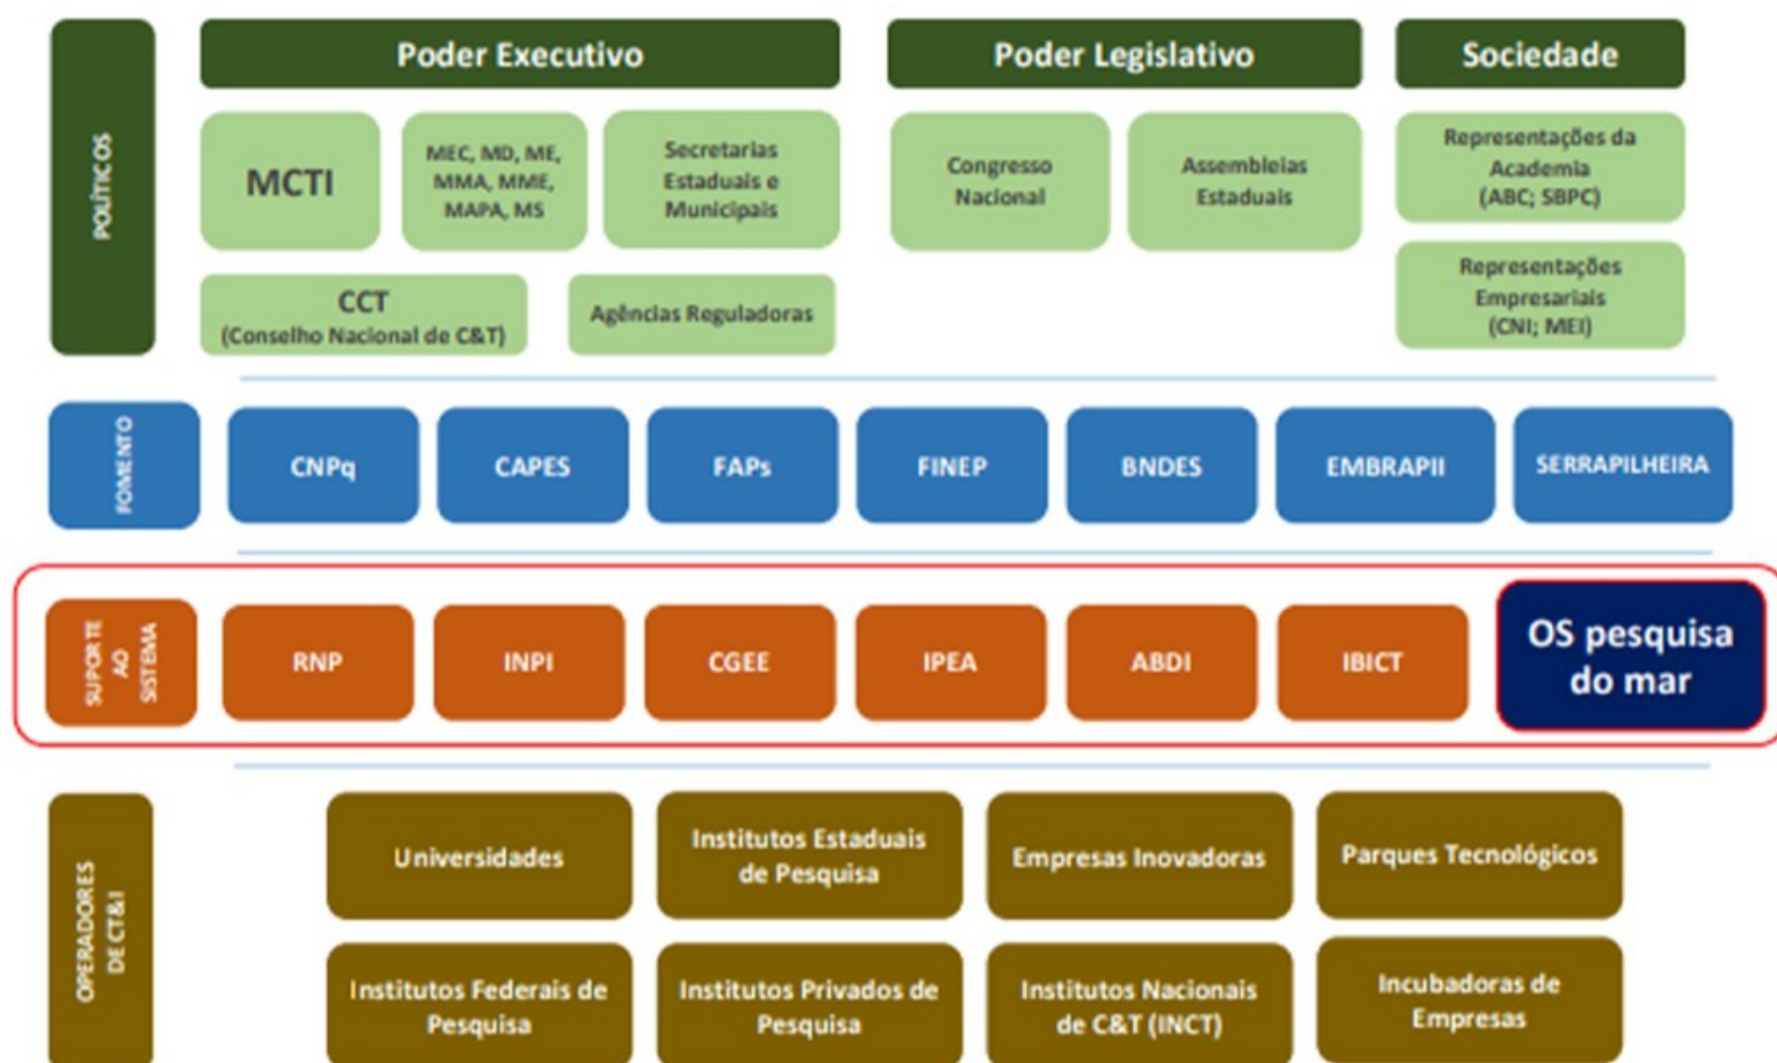 POLÍTICOS
Poder Executivo
Poder Legislativo
Sociedade
MCTI
MEC, MD, ME,
MMA, MME,
MAPA, MS
Secretarias
Estaduais e
Municipais
Congresso
Nacional
Assembleias
Estaduais
Representações da
Academia
(ABC; SBPC)
CCT
(Conselho Nacional de C&T)
Agências Reguladoras
Representações
Empresariais
(CNI; MEI)
FOMENTO
CNPq
CAPES
FAPs
FINEP
BNDES
EMBRAPII
SERRAPILHEIRA
SUPORTE
AO
SISTEMA
RNP
INPI
CGEE
IPEA
ABDI
IBICT
OS pesquisa
do mar
OPERADORES
DE CT&I
Universidades
Institutos Estaduais
de Pesquisa
Empresas Inovadoras
Parques Tecnológicos
Institutos Federais de
Pesquisa
Institutos Privados de
Pesquisa
Institutos Nacionais
de C&T (INCT)
Incubadoras de
Empresas